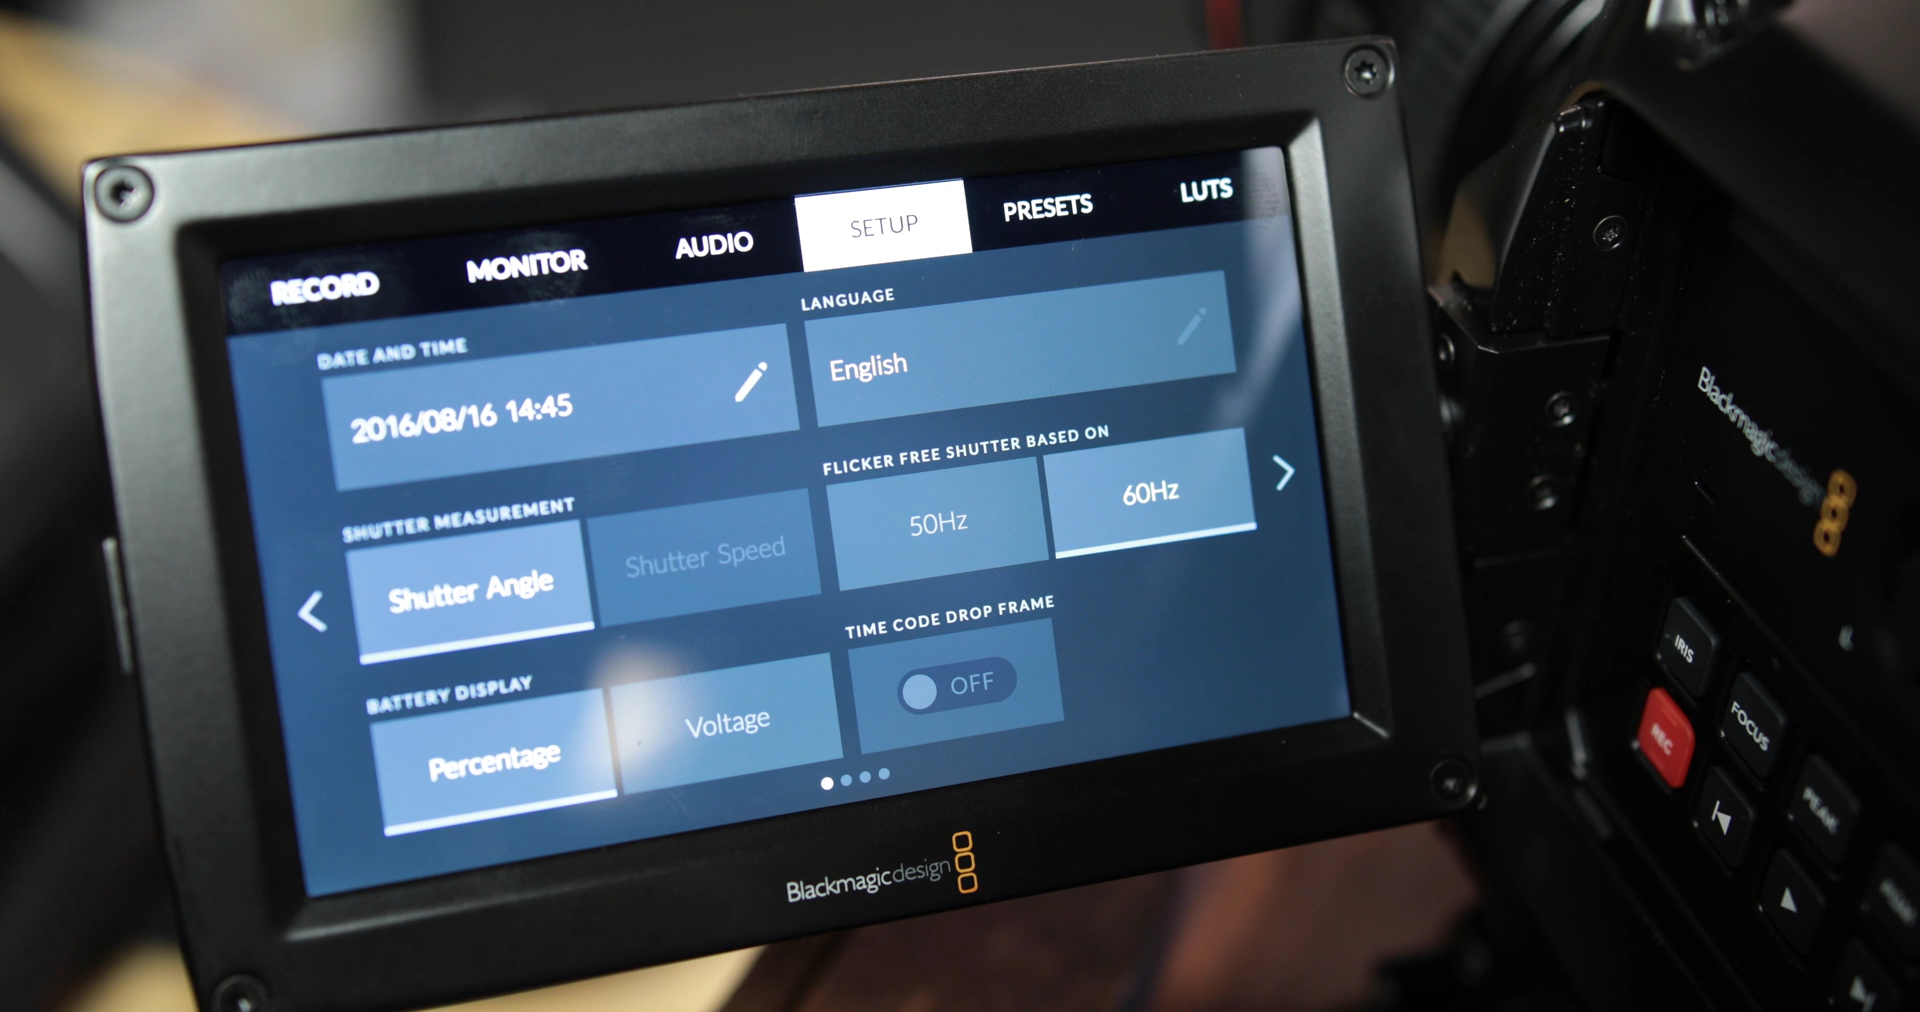 RECORD MONITOR AUDIO SETUP PRESETS LUTS
DATE AND TIME
2016/08/16 14:45
LANGUAGE
English
SHUTTER MEASUREMENT
Shutter Angle Shutter Speed
FLICKER FREE SHUTTER BASED ON
50Hz 60Hz
BATTERY DISPLAY
Percentage Voltage
TIME CODE DROP FRAME
OFF
Blackmagicdesign
Blackmagicdesign
IRIS
REC
FOCUS
PEAK